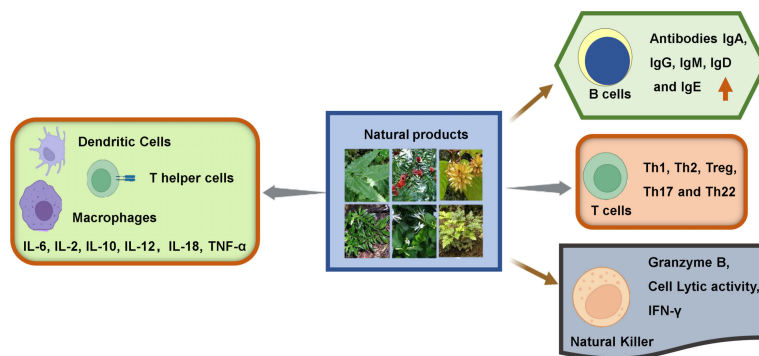 Dendritic Cells
T helper cells
Macrophages
IL-6, IL-2, IL-10, IL-12, IL-18, TNF-α
Natural products
Antibodies IgA,
IgG, IgM, IgD
and IgE
B cells
Th1, Th2, Treg,
Th17 and Th22
T cells
Granzyme B,
Cell Lytic activity,
IFN-γ
Natural Killer